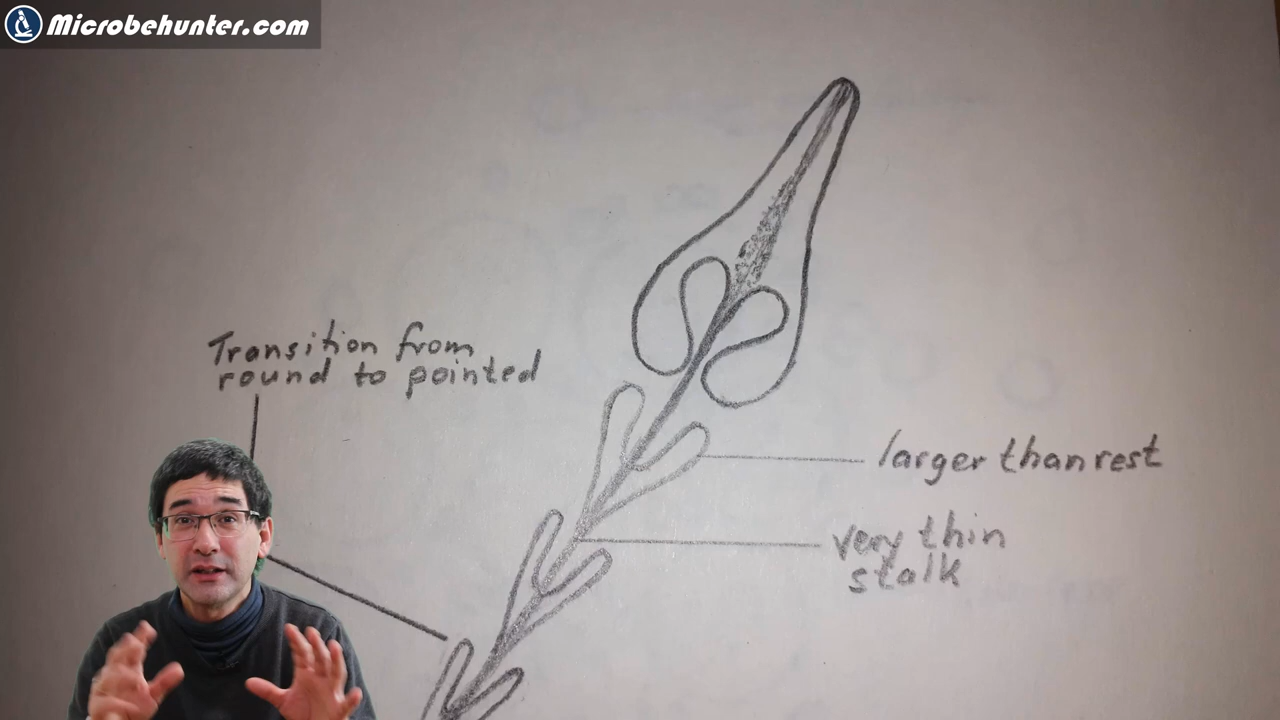 Microbehunter.com
Transition from
round to pointed
larger than rest
very thin
stalk